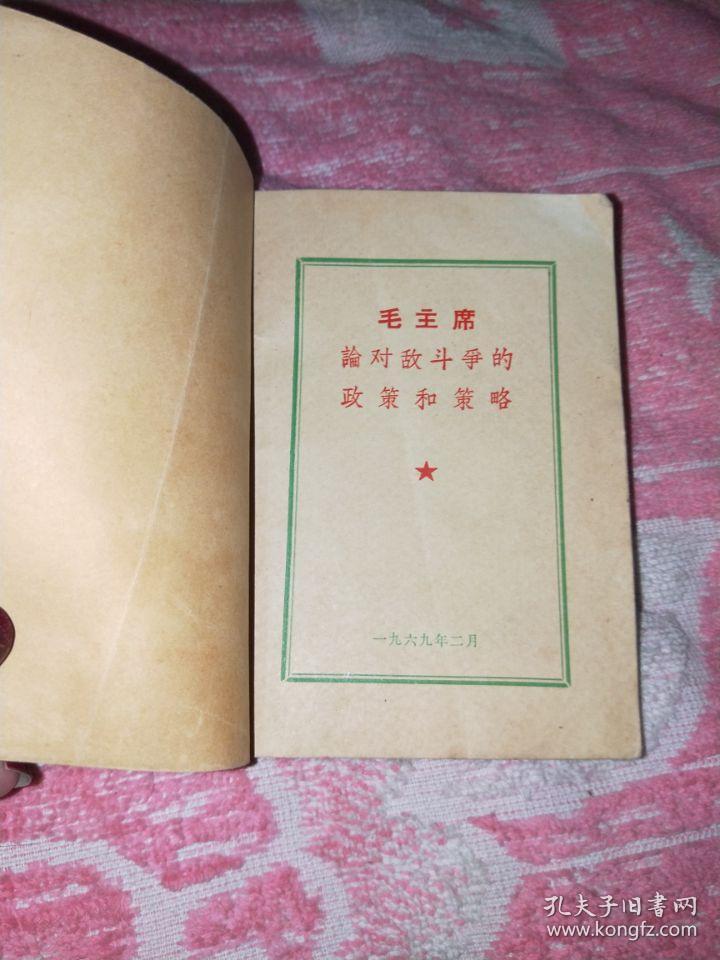 毛主席
論对敌斗爭的
政策和策略
一九六九年二月
孔夫子旧書网
www.kongfz.com